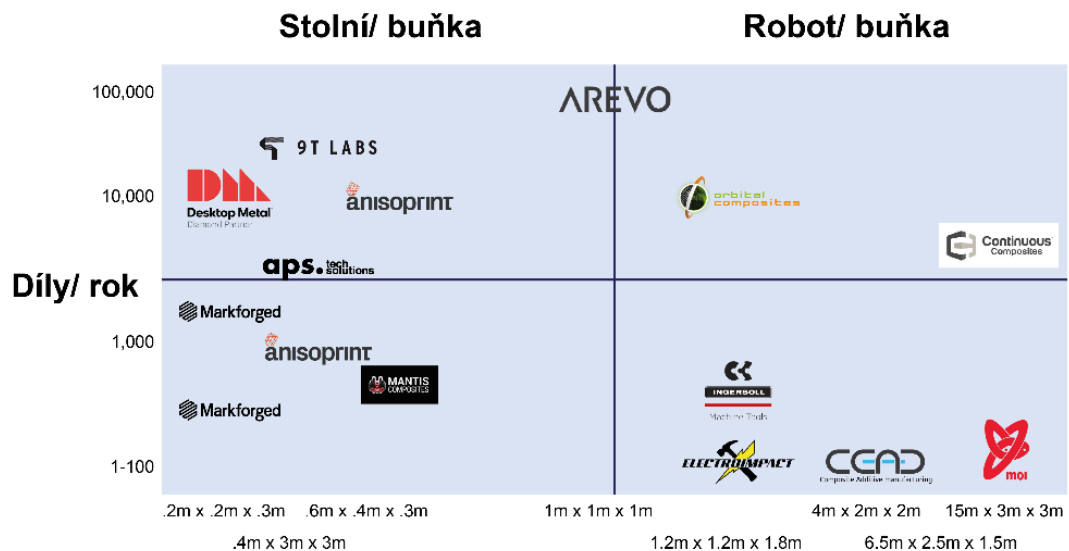 Stolní/ buňka
Robot/ buňka
100,000
AREVO
9T LABS
10,000
Desktop Metal
Diamond Partner
anisoprint
orbital
composites
Continuous
Composites
aps. tech
solutions
Díly/ rok
Markforged
1,000
anisoprint
MANTIS
COMPOSITES
INGERSOLL
Machine Tools
Markforged
1-100
ELECTROIMPACT
CEAD
Composite Additive manufacturing
moi
.2m x .2m x .3m
.6m x .4m x .3m
1m x 1m x 1m
4m x 2m x 2m
15m x 3m x 3m
.4m x 3m x 3m
1.2m x 1.2m x 1.8m
6.5m x 2.5m x 1.5m